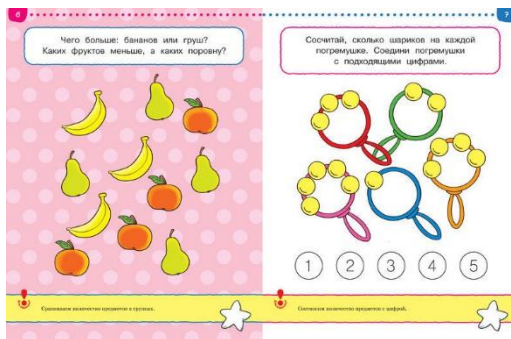 6
Чего больше: бананов или груш?
Каких фруктов меньше, а каких поровну?
Сравниваем количество предметов в группах.
7
Сосчитай, сколько шариков на каждой
погремушке. Соедини погремушки
с подходящими цифрами.
1 2 3 4 5
Соотносим количество предметов с цифрой.